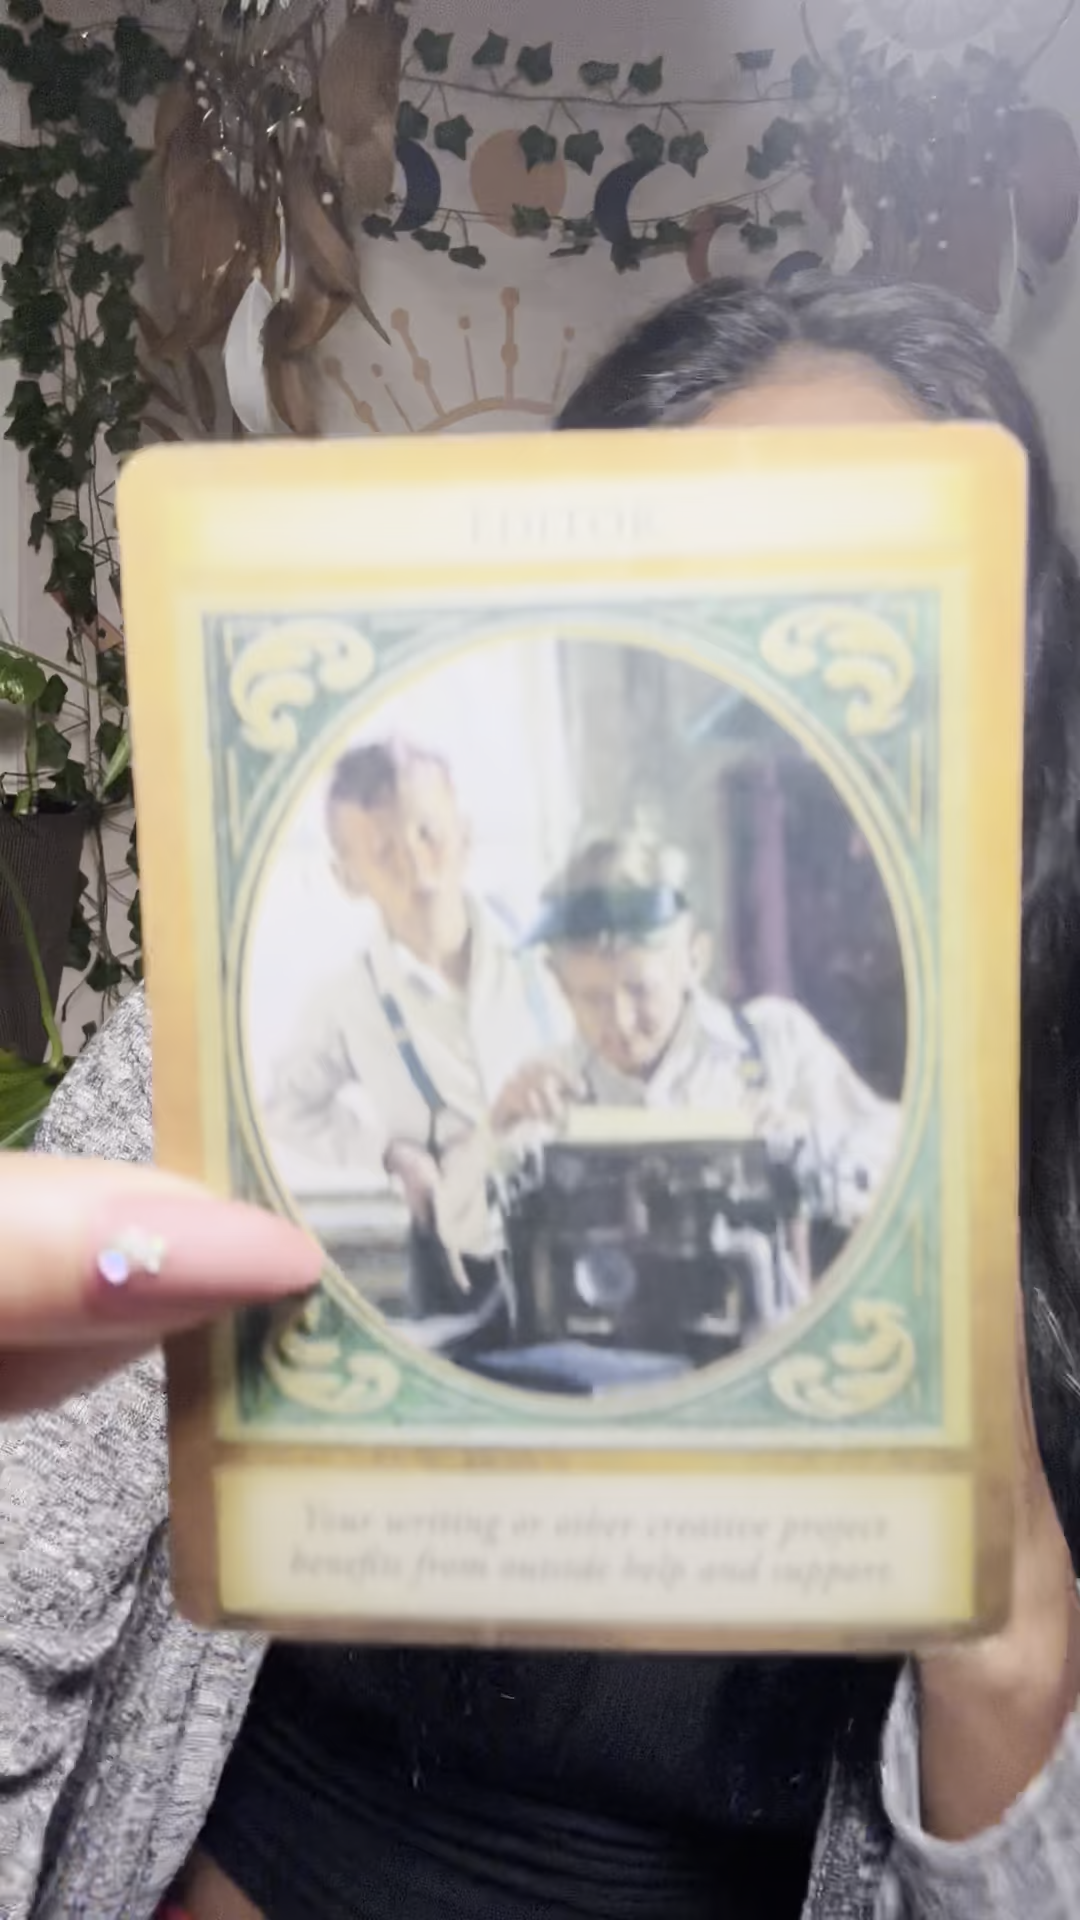 EDITOR
Your writing or other creative project
benefits from outside help and support.